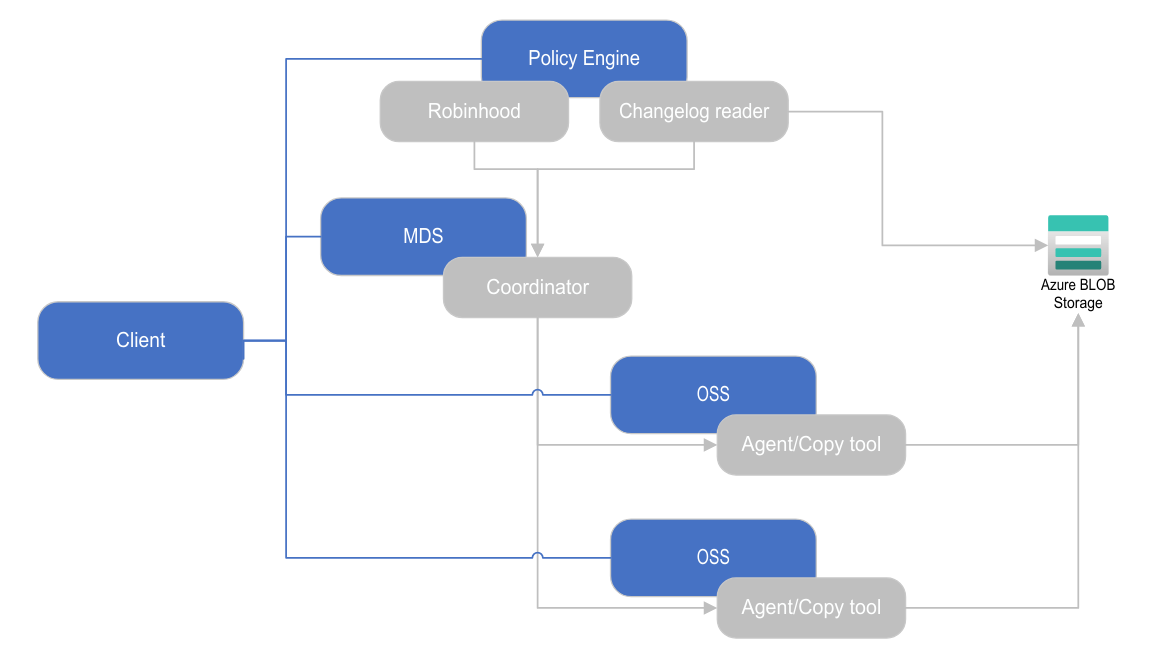 Policy Engine
Robinhood
Changelog reader
MDS
Coordinator
Azure BLOB
Storage
Client
OSS
Agent/Copy tool
OSS
Agent/Copy tool